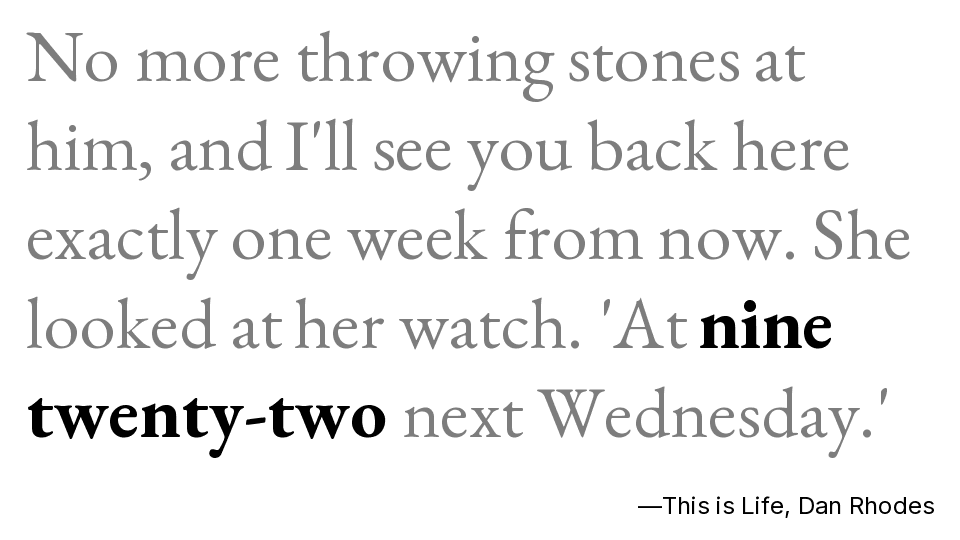 No more throwing stones at
him, and I'll see you back here
exactly one week from now. She
looked at her watch. 'At nine
twenty-two next Wednesday.'
—This is Life, Dan Rhodes